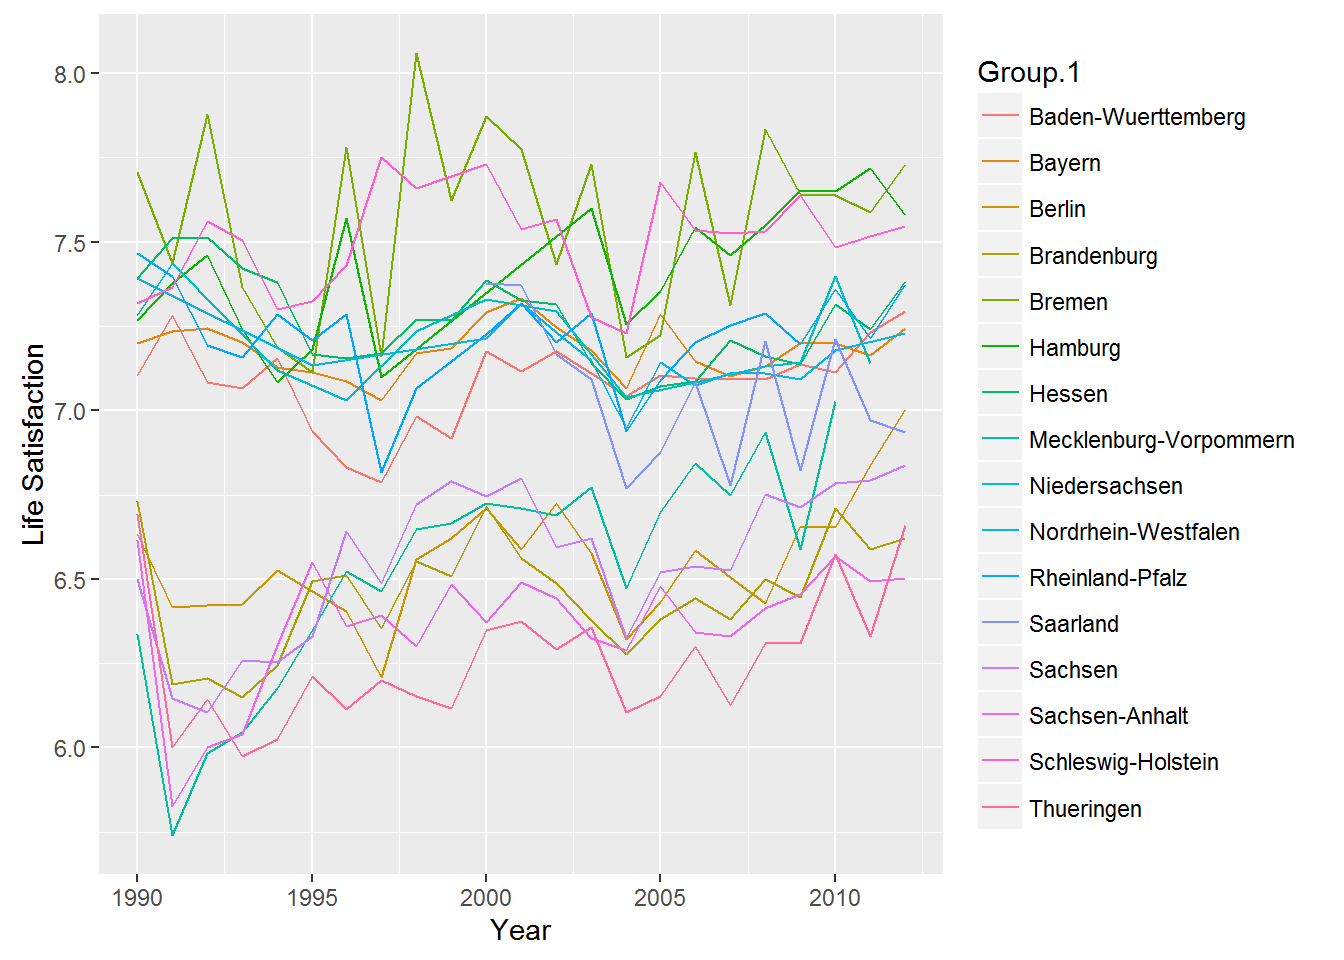 8.0
7.5
7.0
6.5
6.0
Life Satisfaction
1990
1995
2000
2005
2010
Year
Group.1
Baden-Wuerttemberg
Bayern
Berlin
Brandenburg
Bremen
Hamburg
Hessen
Mecklenburg-Vorpommern
Niedersachsen
Nordrhein-Westfalen
Rheinland-Pfalz
Saarland
Sachsen
Sachsen-Anhalt
Schleswig-Holstein
Thueringen